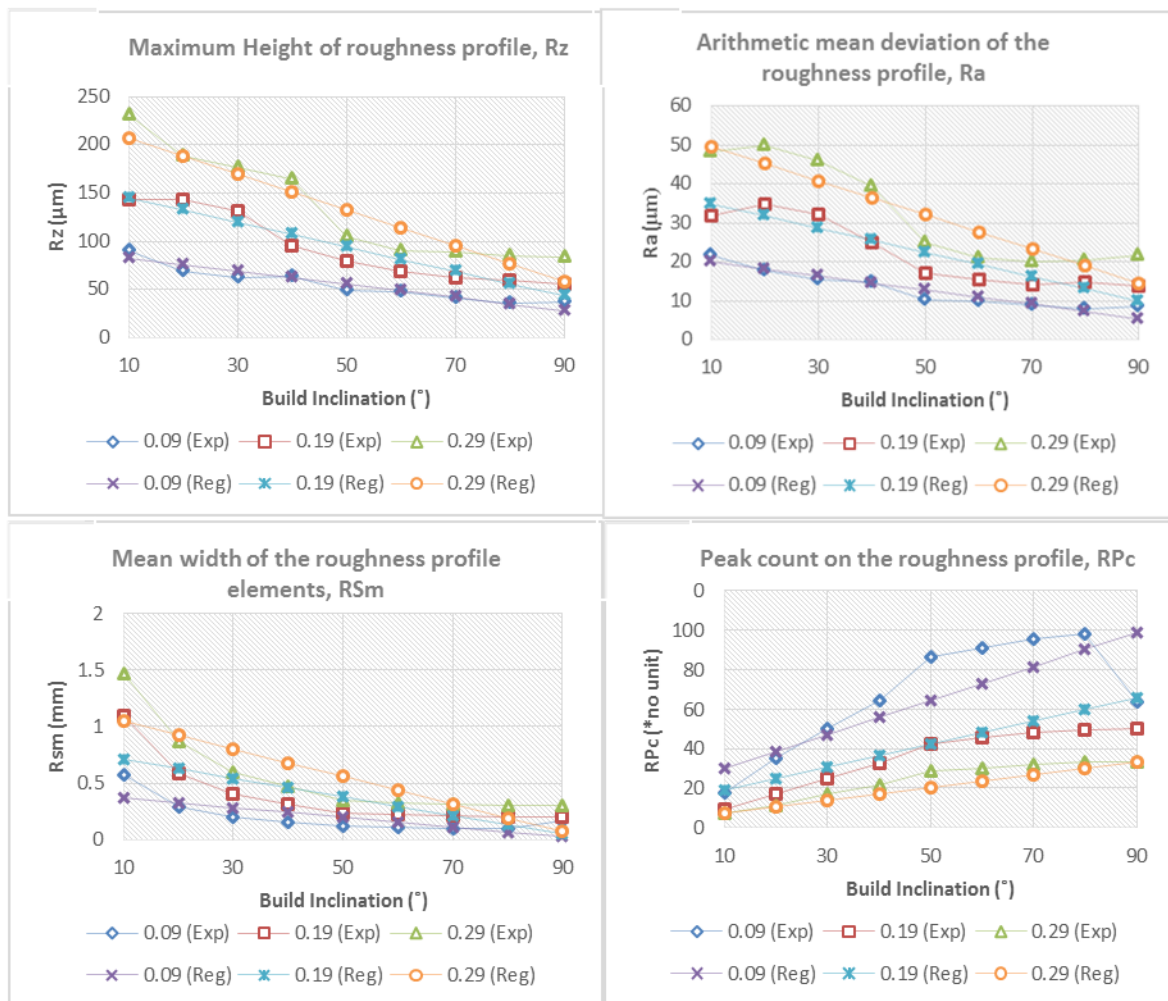 Maximum Height of roughness profile, Rz
250
200
150
100
50
0
Rz (µm)
10 30 50 70 90
Build Inclination (˚)
0.09 (Exp) 0.19 (Exp) 0.29 (Exp)
0.09 (Reg) 0.19 (Reg) 0.29 (Reg)
Arithmetic mean deviation of the
roughness profile, Ra
60
50
40
30
20
10
0
Ra (µm)
10 30 50 70 90
Build Inclination (˚)
0.09 (Exp) 0.19 (Exp) 0.29 (Exp)
0.09 (Reg) 0.19 (Reg) 0.29 (Reg)
Mean width of the roughness profile
elements, RSm
2
1.5
1
0.5
0
Rsm (mm)
10 30 50 70 90
Build Inclination (˚)
0.09 (Exp) 0.19 (Exp) 0.29 (Exp)
0.09 (Reg) 0.19 (Reg) 0.29 (Reg)
Peak count on the roughness profile, RPc
0
100
80
60
40
20
0
RPc (*no unit)
10 30 50 70 90
Build Inclination (˚)
0.09 (Exp) 0.19 (Exp) 0.29 (Exp)
0.09 (Reg) 0.19 (Reg) 0.29 (Reg)